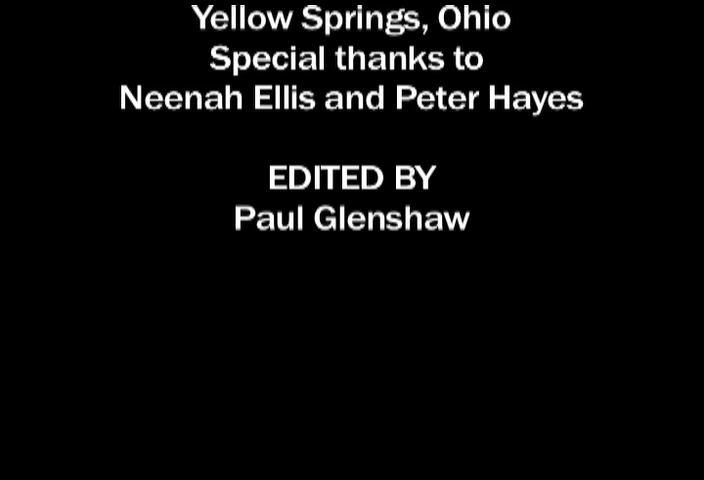 Yellow Springs, Ohio
Special thanks to
Neenah Ellis and Peter Hayes
EDITED BY
Paul Glenshaw